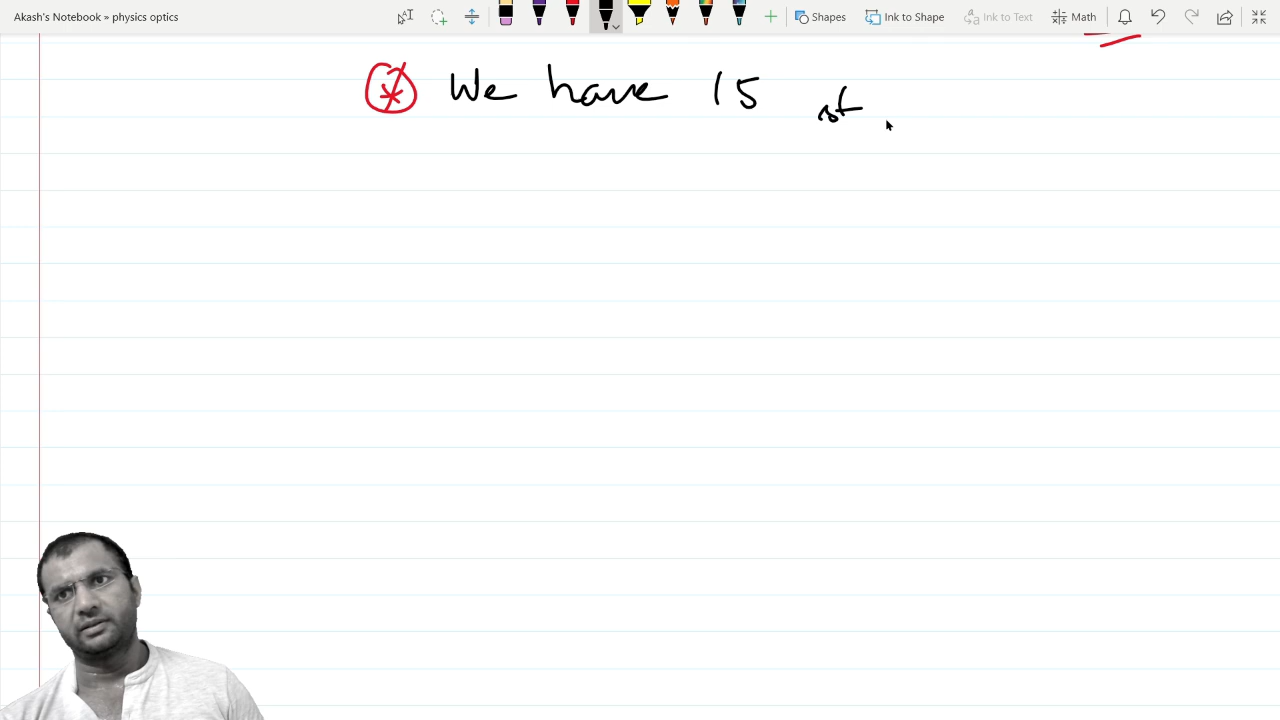 Akash's Notebook » physics optics
Shapes
Ink to Shape
Ink to Text
Math
We have 15 st